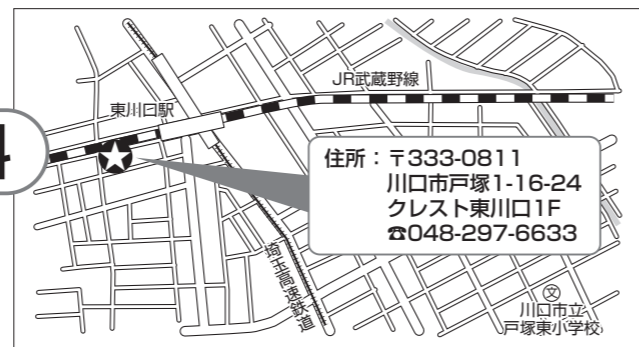 JR武蔵野線
東川口駅
4
住所：〒333-0811
川口市戸塚1-16-24
クレスト東川口1F
☎048-297-6633
埼玉高速鉄道
文
川口市立
戸塚東小学校